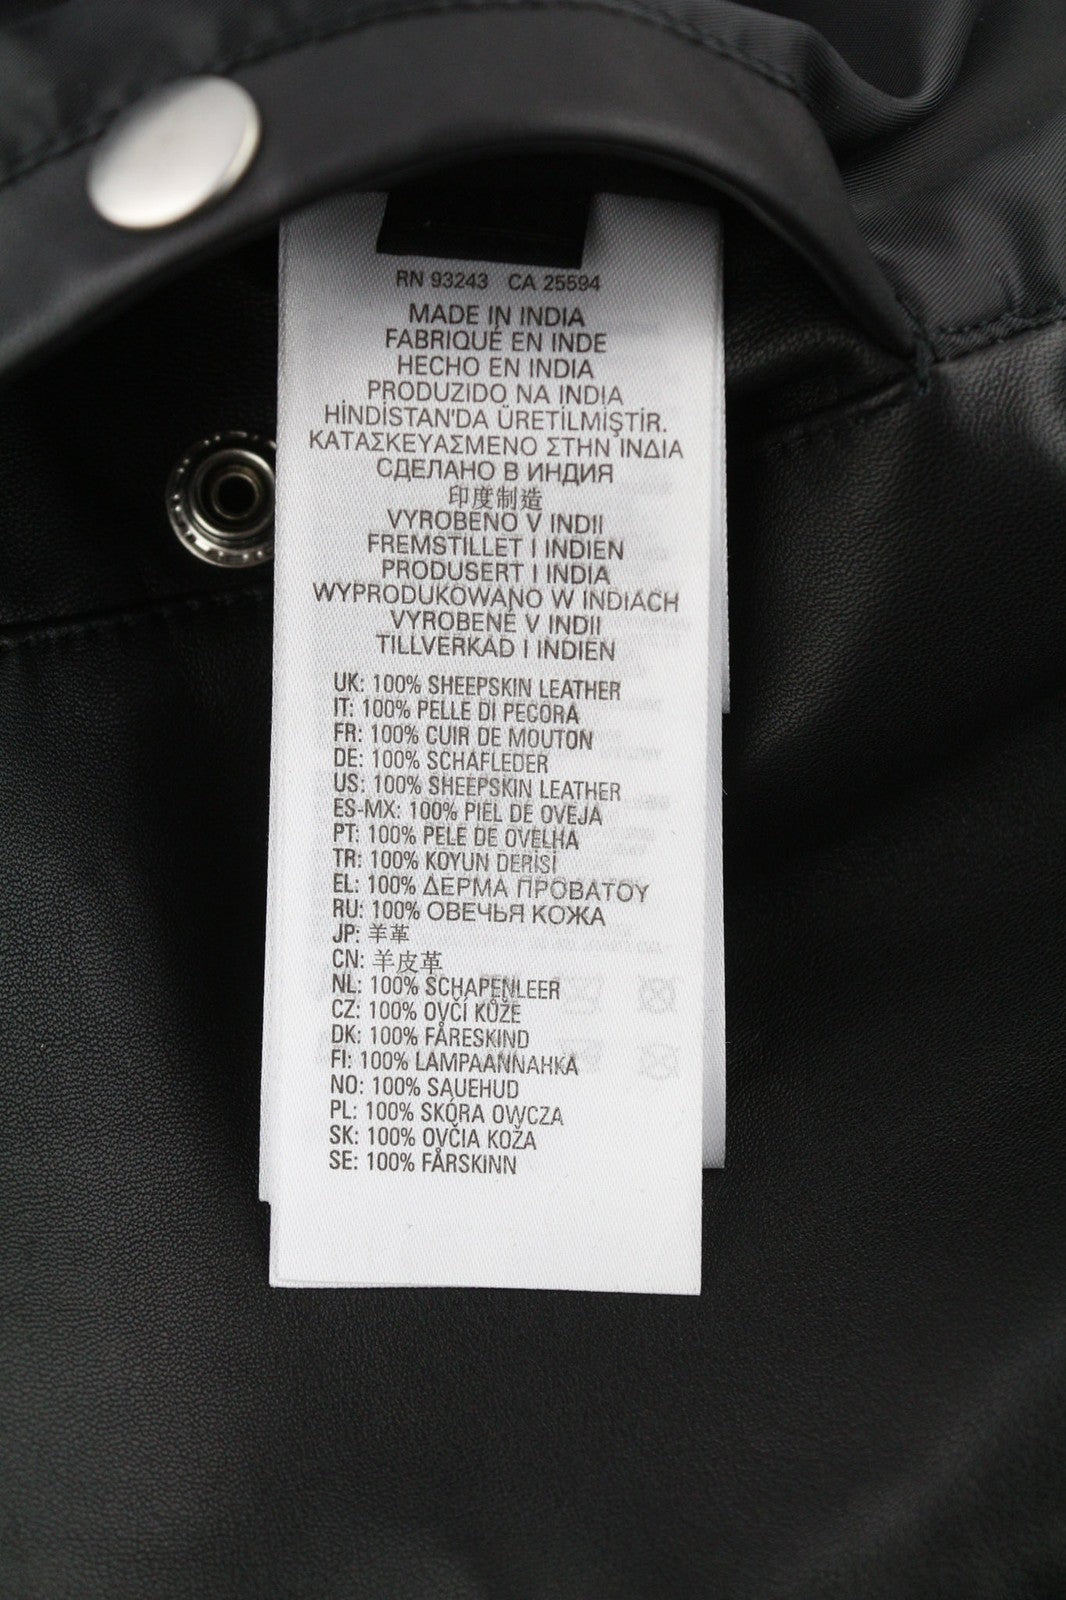 RN 93243 CA 25594
MADE IN INDIA
FABRIQUÉ EN INDE
HECHO EN INDIA
PRODUZIDO NA INDIA
HİNDİSTAN'DA ÜRETİLMİŞTİR.
ΚΑΤΑΣΚΕΥΑΣΜΕΝΟ ΣΤΗΝ ΙΝΔΙΑ
СДЕЛАНО В ИНДИЯ
印度制造
VYROBENO V INDII
FREMSTILLET I INDIEN
PRODUSERT I INDIA
WYPRODUKOWANO W INDIACH
VYROBENÉ V INDII
TILLVERKAD I INDIEN
UK: 100% SHEEPSKIN LEATHER
IT: 100% PELLE DI PECORA
FR: 100% CUIR DE MOUTON
DE: 100% SCHAFLEDER
US: 100% SHEEPSKIN LEATHER
ES-MX: 100% PIEL DE OVEJA
PT: 100% PELE DE OVELHA
TR: 100% KOYUN DERİSİ
EL: 100% ΔΕΡΜΑ ΠΡΟΒΑΤΟΥ
RU: 100% ОВЕЧЬЯ КОЖА
JP: 羊革
CN: 羊皮革
NL: 100% SCHAPENLEER
CZ: 100% OVČÍ KŮŽE
DK: 100% FÅRESKIND
FI: 100% LAMPAANNAHKA
NO: 100% SAUEHUD
PL: 100% SKÓRA OWCZA
SK: 100% OVČIA KOŽA
SE: 100% FÅRSKINN